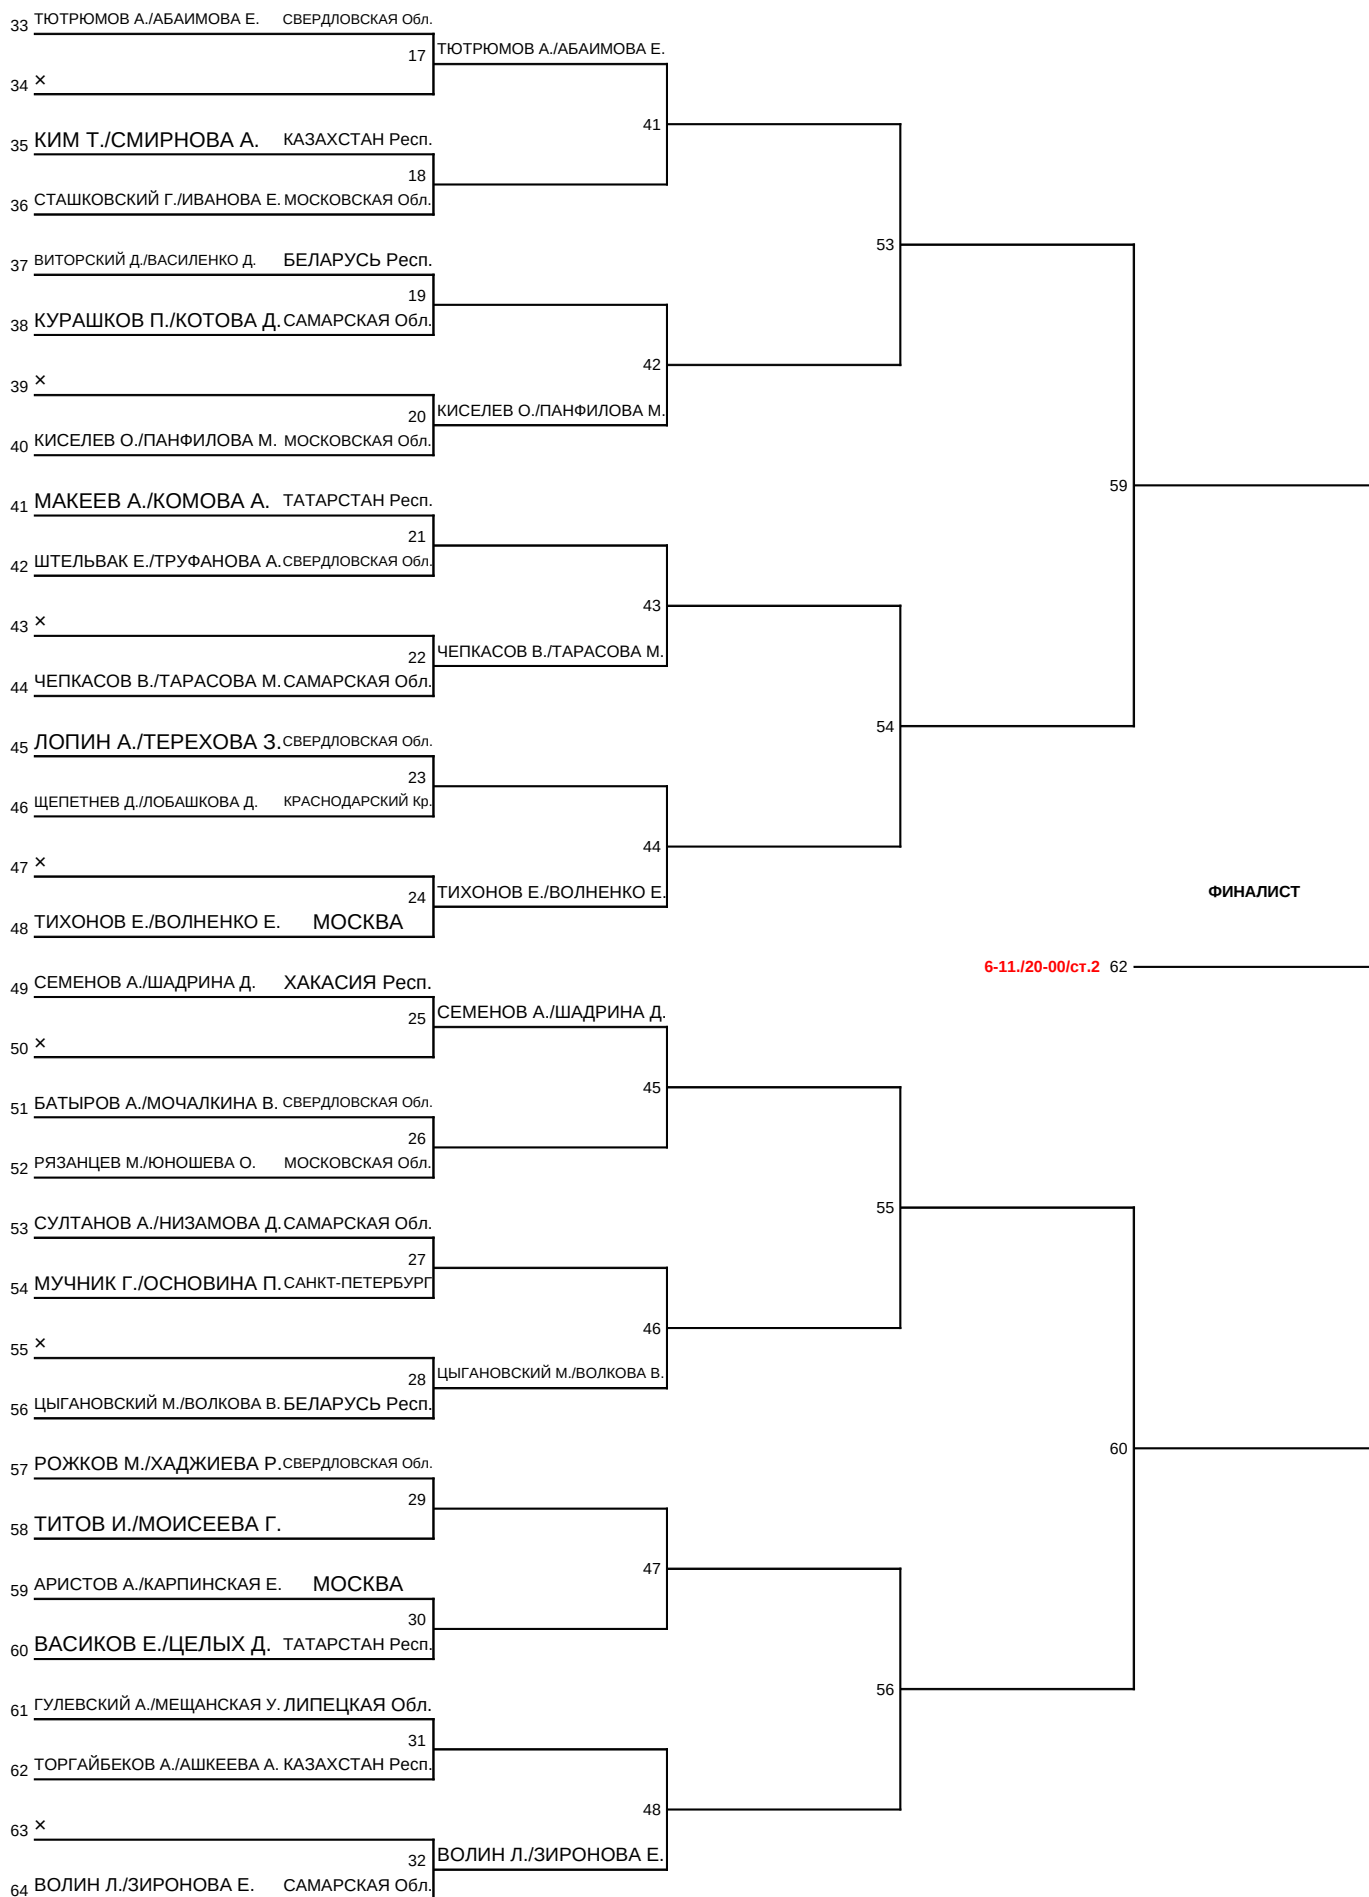 33 ТЮТРЮМОВ А./АБАИМОВА Е. СВЕРДЛОВСКАЯ Обл.
17 ТЮТРЮМОВ А./АБАИМОВА Е.
34 ×
41
35 КИМ Т./СМИРНОВА А. КАЗАХСТАН Респ.
18
36 СТАШКОВСКИЙ Г./ИВАНОВА Е. МОСКОВСКАЯ Обл.
53
37 ВИТОРСКИЙ Д./ВАСИЛЕНКО Д. БЕЛАРУСЬ Респ.
19
38 КУРАШКОВ П./КОТОВА Д. САМАРСКАЯ Обл.
42
39 ×
20 КИСЕЛЕВ О./ПАНФИЛОВА М.
40 КИСЕЛЕВ О./ПАНФИЛОВА М. МОСКОВСКАЯ Обл.
59
41 МАКЕЕВ А./КОМОВА А. ТАТАРСТАН Респ.
21
42 ШТЕЛЬВАК Е./ТРУФАНОВА А. СВЕРДЛОВСКАЯ Обл.
43
43 ×
22 ЧЕПКАСОВ В./ТАРАСОВА М.
44 ЧЕПКАСОВ В./ТАРАСОВА М. САМАРСКАЯ Обл.
54
45 ЛОПИН А./ТЕРЕХОВА З. СВЕРДЛОВСКАЯ Обл.
23
46 ЩЕПЕТНЕВ Д./ЛОБАШКОВА Д. КРАСНОДАРСКИЙ Кр.
44
47 ×
24 ТИХОНОВ Е./ВОЛНЕНКО Е.
ФИНАЛИСТ
48 ТИХОНОВ Е./ВОЛНЕНКО Е. МОСКВА
6-11./20-00/ст.2 62
49 СЕМЕНОВ А./ШАДРИНА Д. ХАКАСИЯ Респ.
25 СЕМЕНОВ А./ШАДРИНА Д.
50 ×
45
51 БАТЫРОВ А./МОЧАЛКИНА В. СВЕРДЛОВСКАЯ Обл.
26
52 РЯЗАНЦЕВ М./ЮНОШЕВА О. МОСКОВСКАЯ Обл.
55
53 СУЛТАНОВ А./НИЗАМОВА Д. САМАРСКАЯ Обл.
27
54 МУЧНИК Г./ОСНОВИНА П. САНКТ-ПЕТЕРБУРГ
46
55 ×
28 ЦЫГАНОВСКИЙ М./ВОЛКОВА В.
56 ЦЫГАНОВСКИЙ М./ВОЛКОВА В. БЕЛАРУСЬ Респ.
60
57 РОЖКОВ М./ХАДЖИЕВА Р. СВЕРДЛОВСКАЯ Обл.
29
58 ТИТОВ И./МОИСЕЕВА Г.
47
59 АРИСТОВ А./КАРПИНСКАЯ Е. МОСКВА
30
60 ВАСИКОВ Е./ЦЕЛЫХ Д. ТАТАРСТАН Респ.
56
61 ГУЛЕВСКИЙ А./МЕЩАНСКАЯ У. ЛИПЕЦКАЯ Обл.
31
62 ТОРГАЙБЕКОВ А./АШКЕЕВА А. КАЗАХСТАН Респ.
48
63 ×
32 ВОЛИН Л./ЗИРОНОВА Е.
64 ВОЛИН Л./ЗИРОНОВА Е. САМАРСКАЯ Обл.